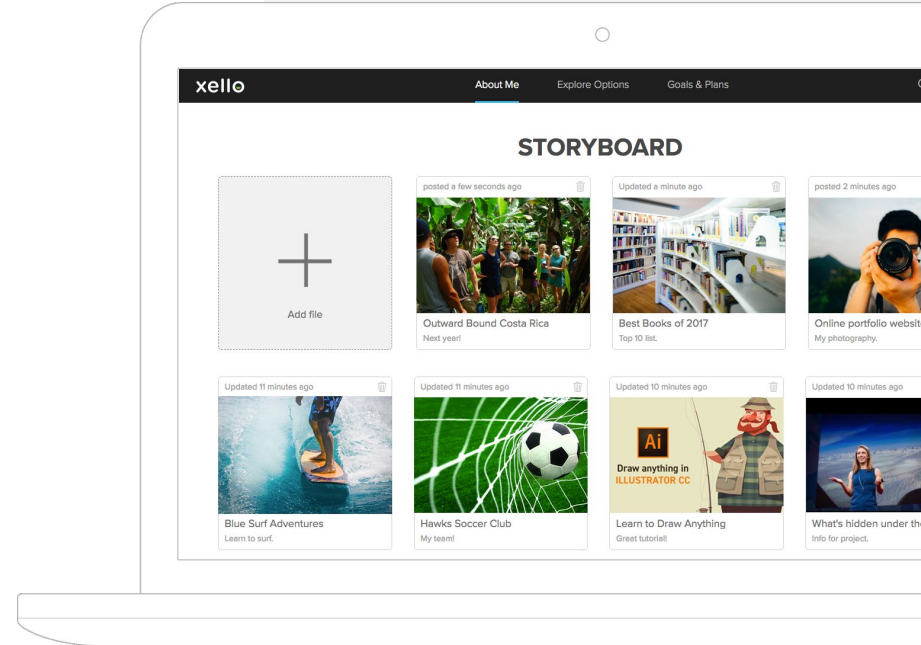 xello
About Me
Explore Options
Goals & Plans
STORYBOARD
Add file
posted a few seconds ago
Outward Bound Costa Rica
Next year!
Updated a minute ago
Best Books of 2017
Top 10 list.
posted 2 minutes ago
Online portfolio website
My photography.
Updated 11 minutes ago
Blue Surf Adventures
Learn to surf.
Updated 11 minutes ago
Hawks Soccer Club
My team!
Updated 10 minutes ago
Ai
Draw anything in
ILLUSTRATOR CC
Learn to Draw Anything
Great tutorial!
Updated 10 minutes ago
What's hidden under the
Info for project.